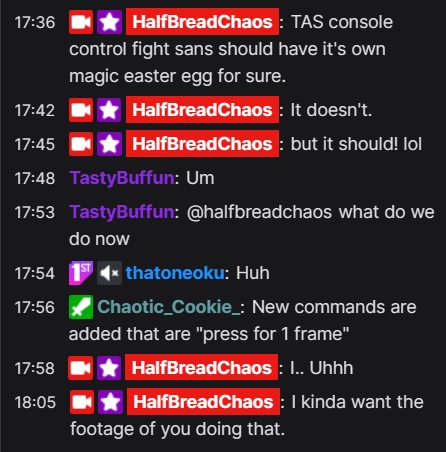 17:36 HalfBreadChaos: TAS console
control fight sans should have it's own
magic easter egg for sure.
17:42 HalfBreadChaos: It doesn't.
17:45 HalfBreadChaos: but it should! lol
17:48 TastyBuffun: Um
17:53 TastyBuffun: @halfbreadchaos what do we
do now
17:54 1ST thatoneoku: Huh
17:56 Chaotic_Cookie_: New commands are
added that are "press for 1 frame"
17:58 HalfBreadChaos: I.. Uhhh
18:05 HalfBreadChaos: I kinda want the
footage of you doing that.